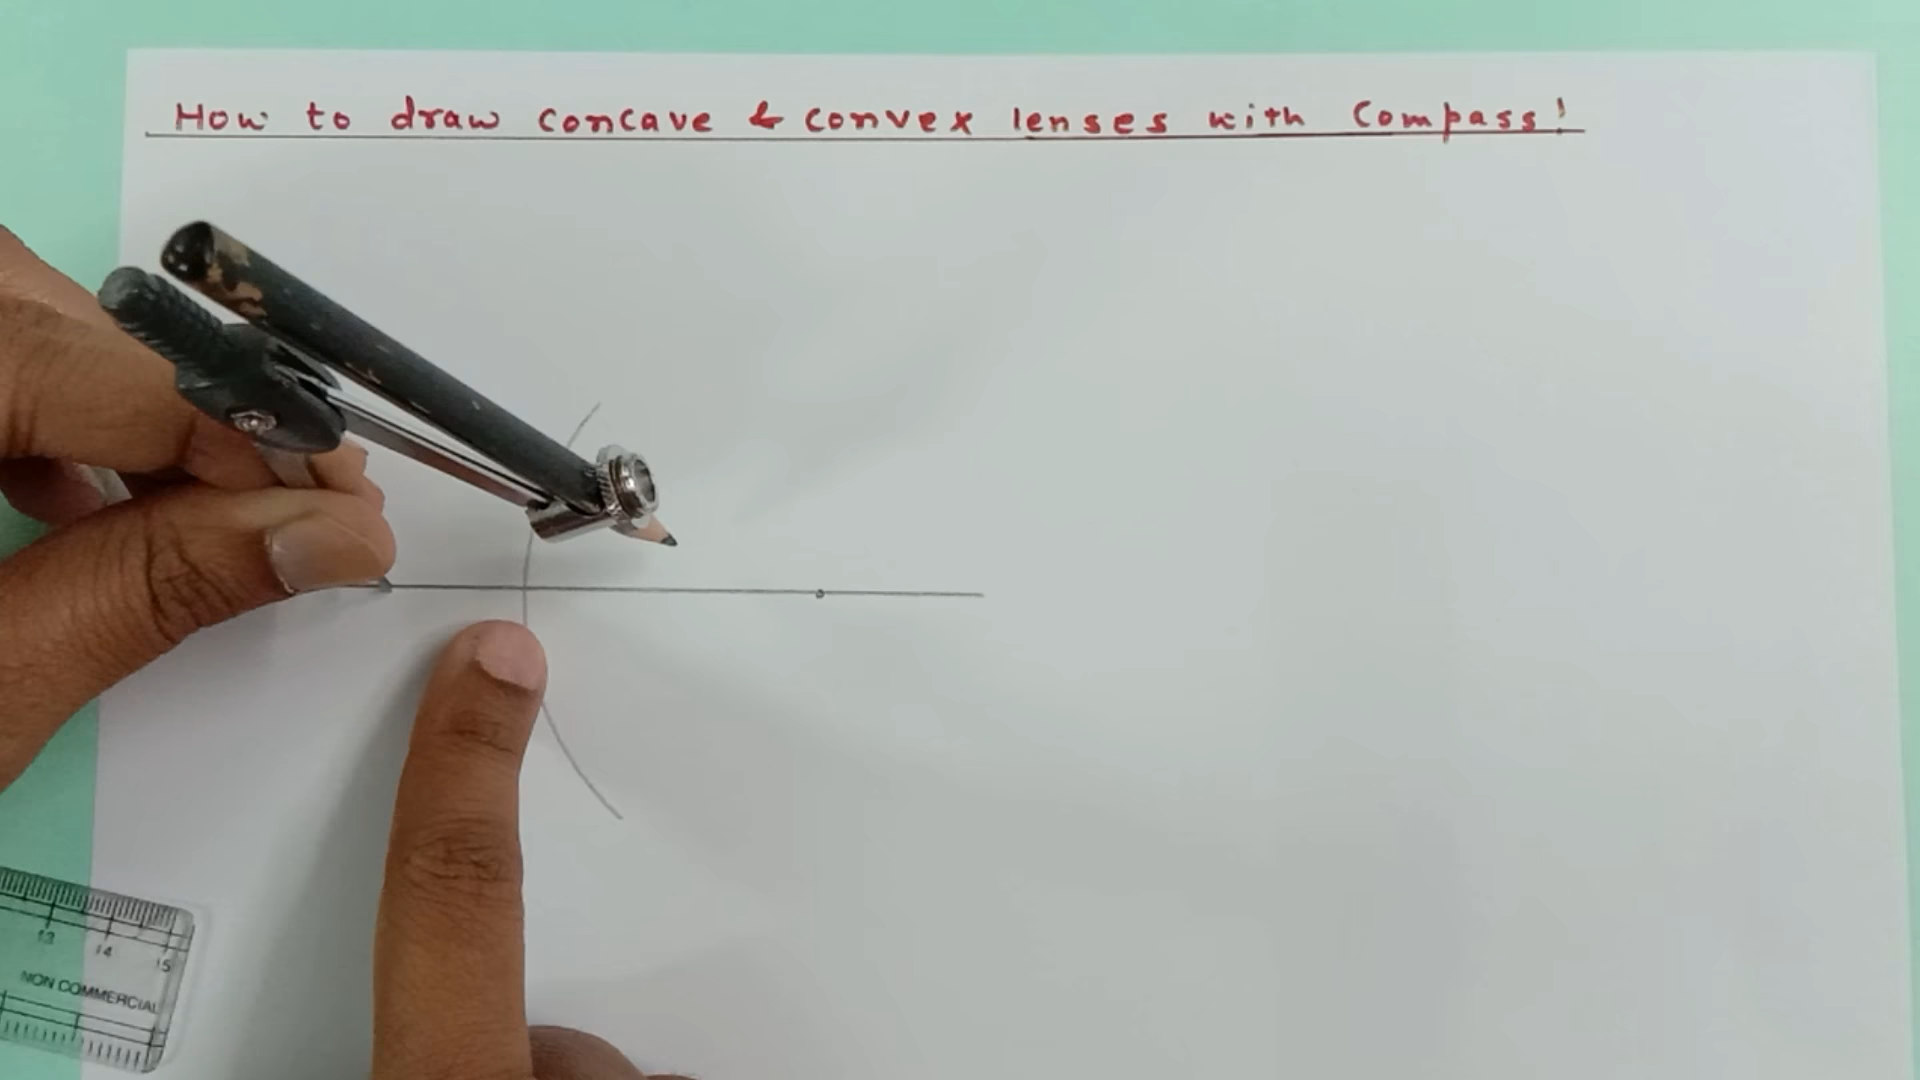 How to draw concave & convex lenses with Compass!
13 14 15
NON COMMERCIAL